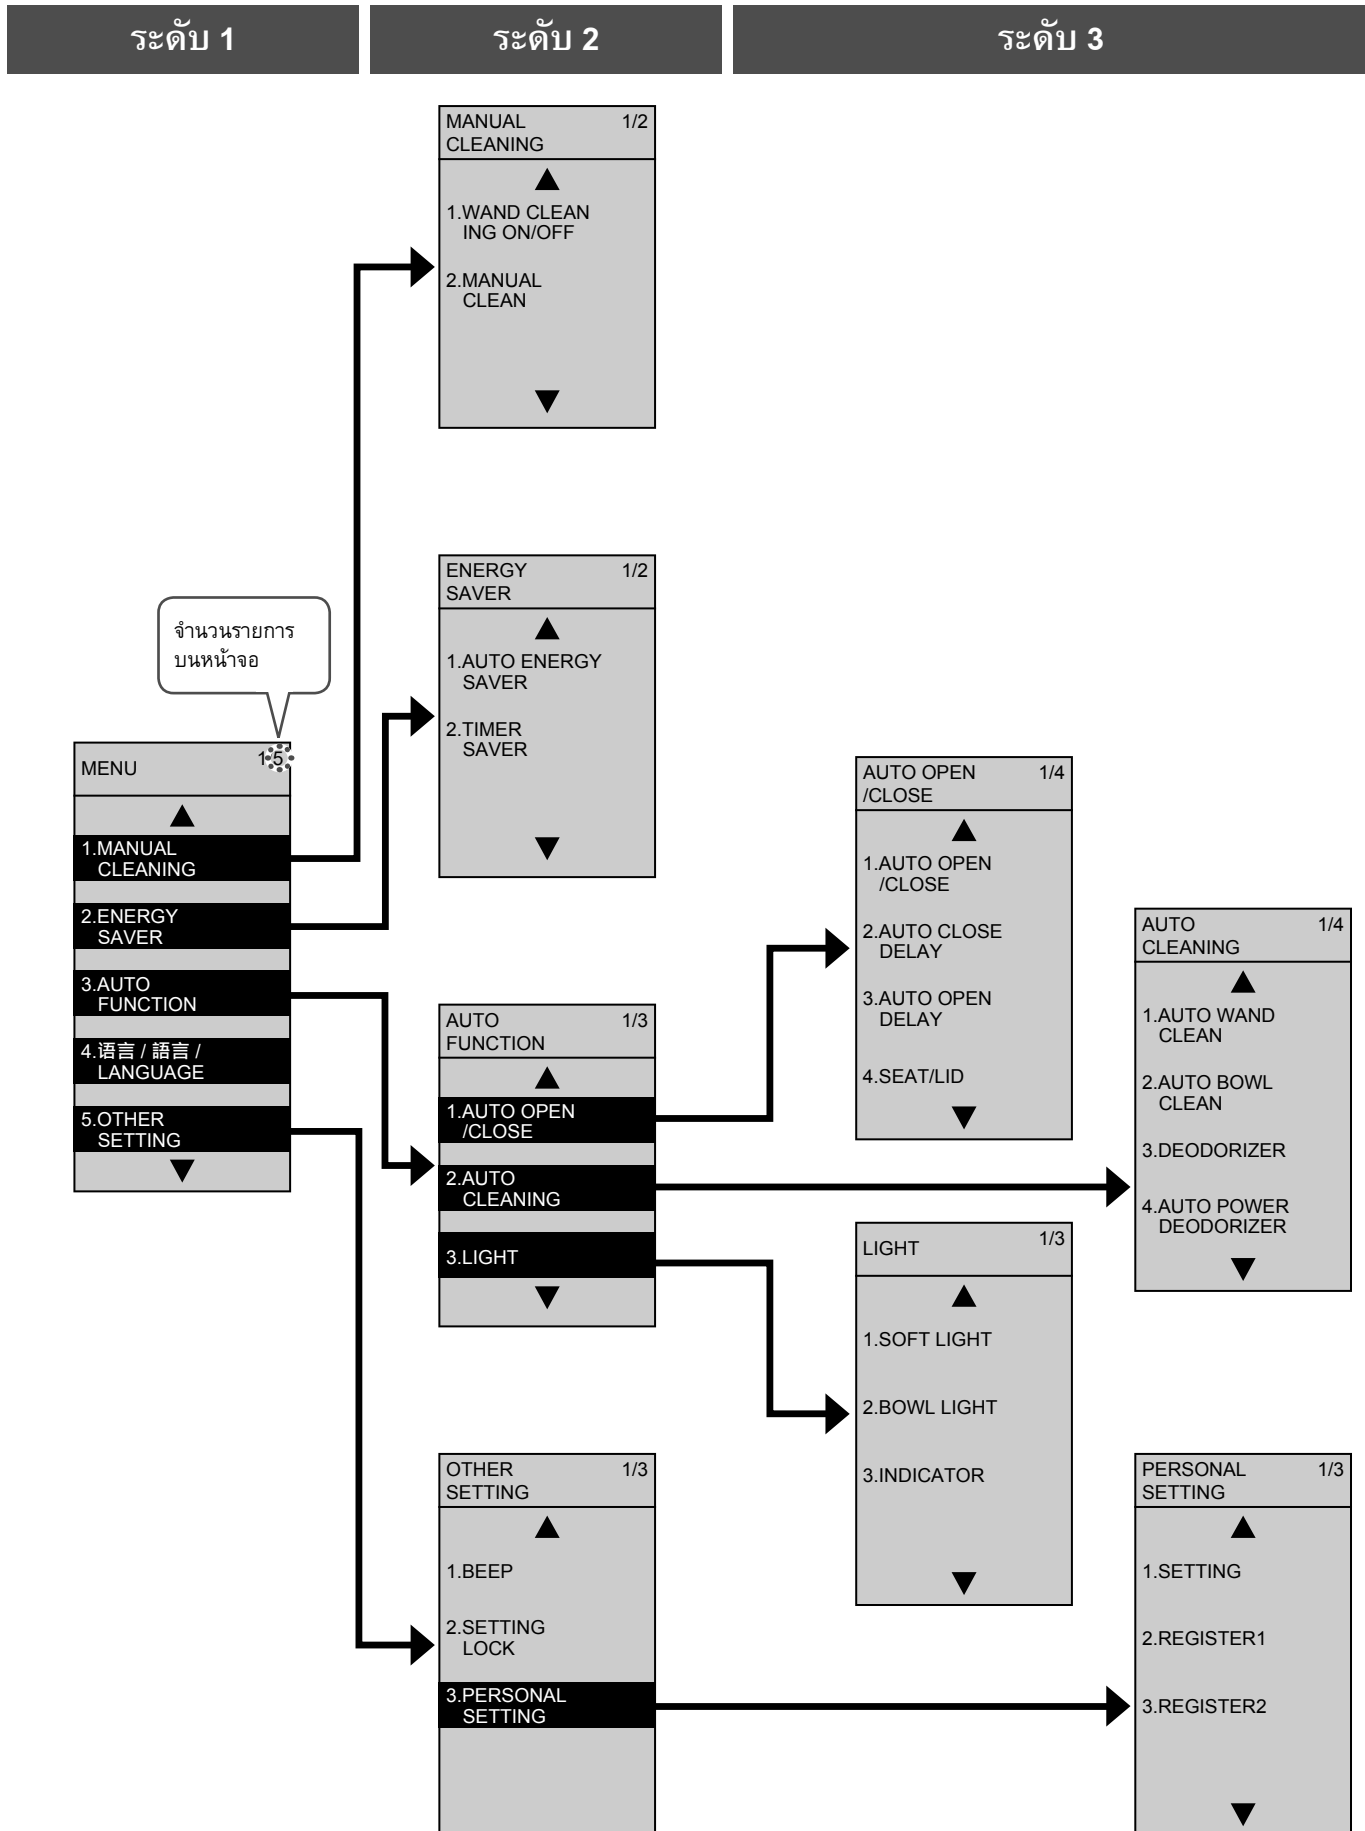 ระดับ 1
ระดับ 2
ระดับ 3
MANUAL 1/2
CLEANING
1.WAND CLEAN
ING ON/OFF
2.MANUAL
CLEAN
ENERGY 1/2
SAVER
1.AUTO ENERGY
SAVER
2.TIMER
SAVER
จำนวนรายการ
บนหน้าจอ
MENU 1 5
1.MANUAL
CLEANING
2.ENERGY
SAVER
3.AUTO
FUNCTION
4.语言 / 語言 /
LANGUAGE
5.OTHER
SETTING
AUTO 1/3
FUNCTION
1.AUTO OPEN
/CLOSE
2.AUTO
CLEANING
3.LIGHT
AUTO OPEN 1/4
/CLOSE
1.AUTO OPEN
/CLOSE
2.AUTO CLOSE
DELAY
3.AUTO OPEN
DELAY
4.SEAT/LID
AUTO 1/4
CLEANING
1.AUTO WAND
CLEAN
2.AUTO BOWL
CLEAN
3.DEODORIZER
4.AUTO POWER
DEODORIZER
LIGHT 1/3
1.SOFT LIGHT
2.BOWL LIGHT
3.INDICATOR
OTHER 1/3
SETTING
1.BEEP
2.SETTING
LOCK
3.PERSONAL
SETTING
PERSONAL 1/3
SETTING
1.SETTING
2.REGISTER1
3.REGISTER2